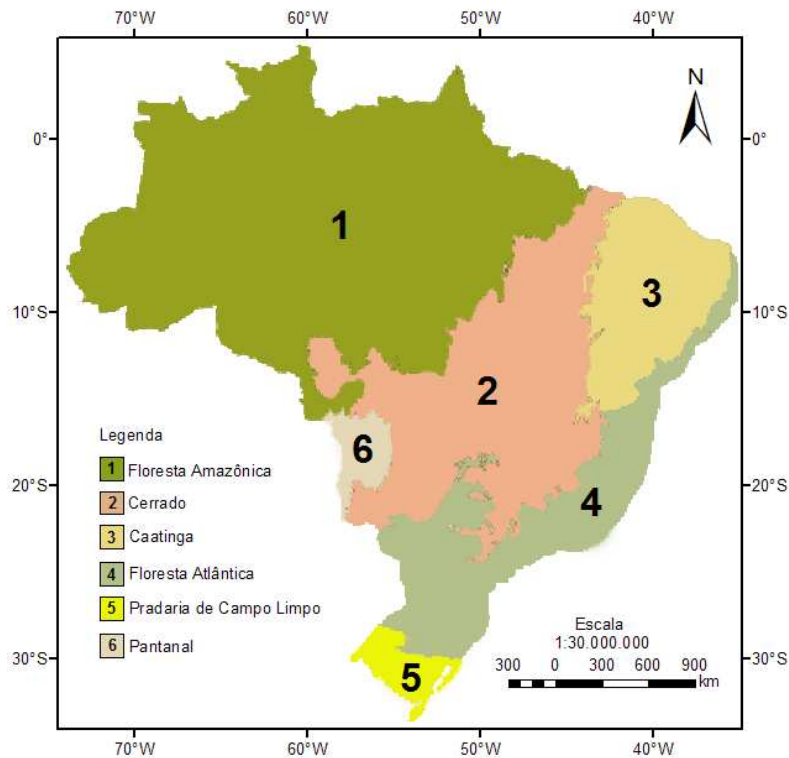 70°W 60°W 50°W 40°W
N
0° 0°
1
3
10°S 10°S
2
6
Legenda
1 Floresta Amazônica
2 Cerrado
3 Caatinga
4 Floresta Atlântica
5 Pradaria de Campo Limpo
6 Pantanal
20°S 20°S
4
30°S 30°S
5
Escala
1:30.000.000
300 0 300 600 900
km
70°W 60°W 50°W 40°W